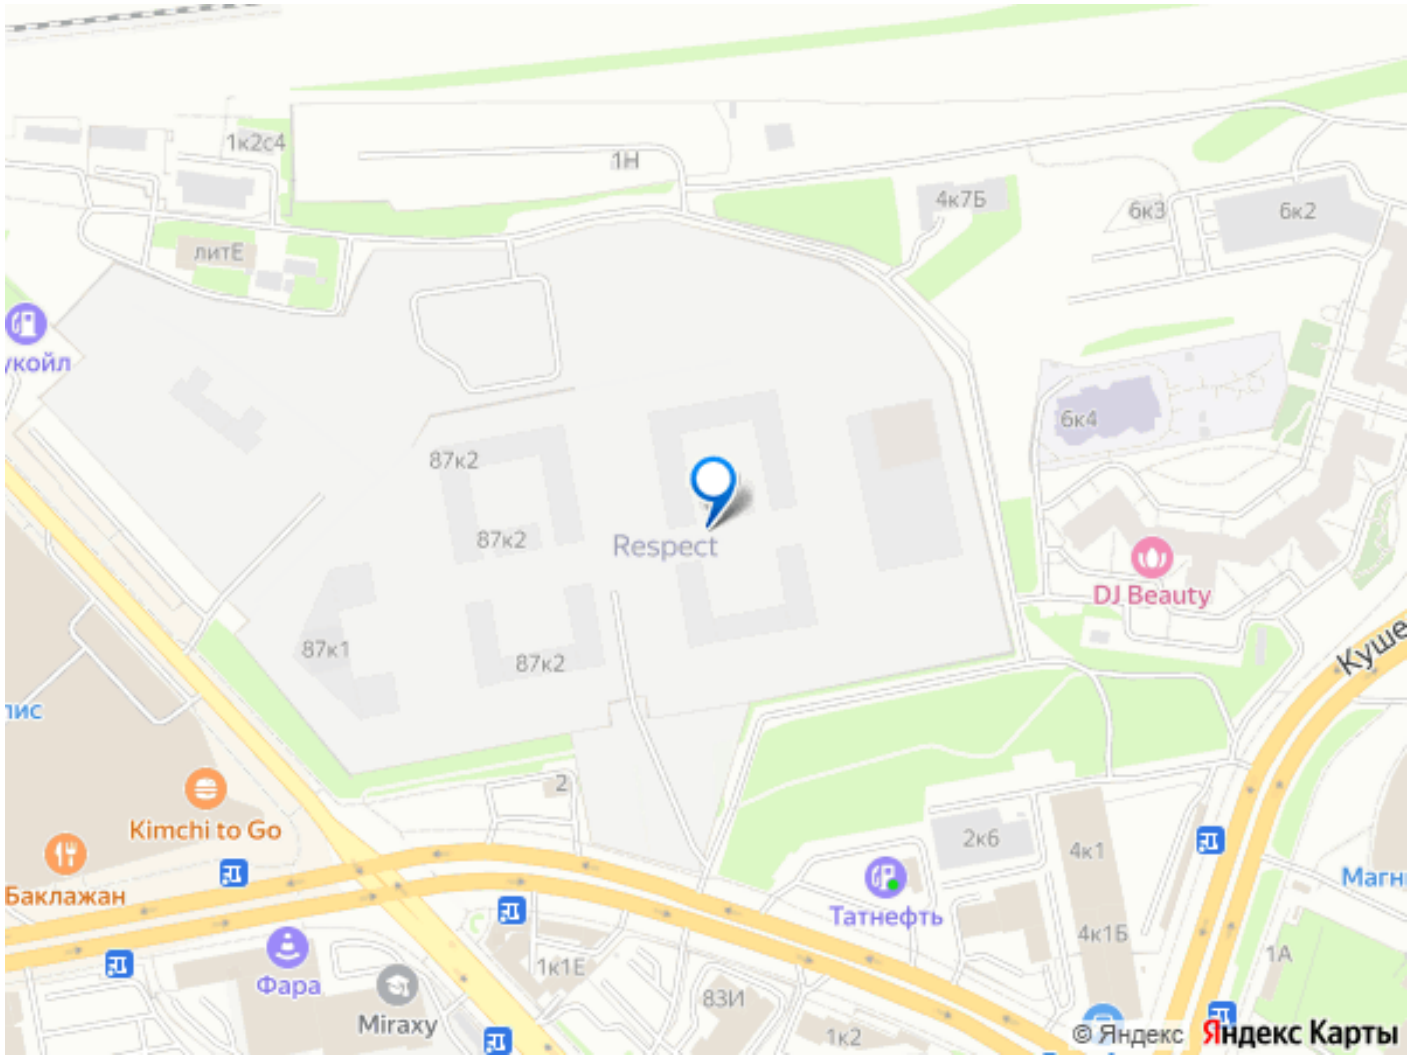 1к2с4
1Н
4к7Б
6к3
6к2
литЕ
укойл
6к4
87к2
87к2
Respect
DJ Beauty
87к1
87к2
Куше
лис
2
Kimchi to Go
2к6
4к1
Баклажан
Татнефть
Магн
4к1Б
1А
Фара
1к1Е
83И
Miraxy
1к2
© Яндекс Яндекс Карты